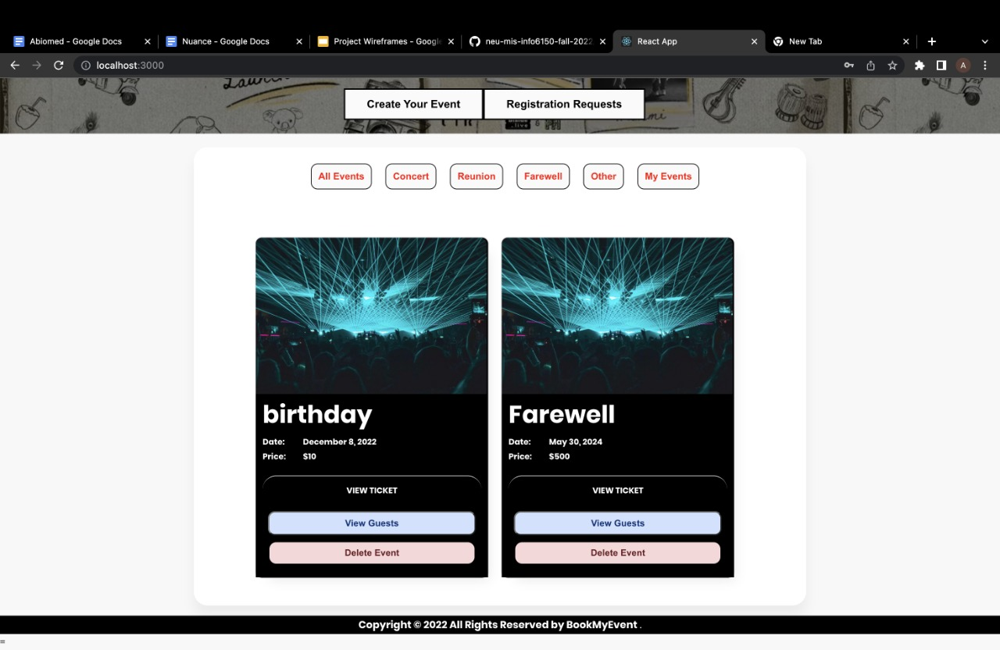 Abiomed - Google Docs
Nuance - Google Docs
Project Wireframes - Google
neu-mis-info6150-fall-2022
React App
New Tab
localhost:3000
A
Create Your Event
Registration Requests
.live
All Events
Concert
Reunion
Farewell
Other
My Events
birthday
Date: December 8, 2022
Price: $10
VIEW TICKET
View Guests
Delete Event
Farewell
Date: May 30, 2024
Price: $500
VIEW TICKET
View Guests
Delete Event
Copyright © 2022 All Rights Reserved by BookMyEvent .
=